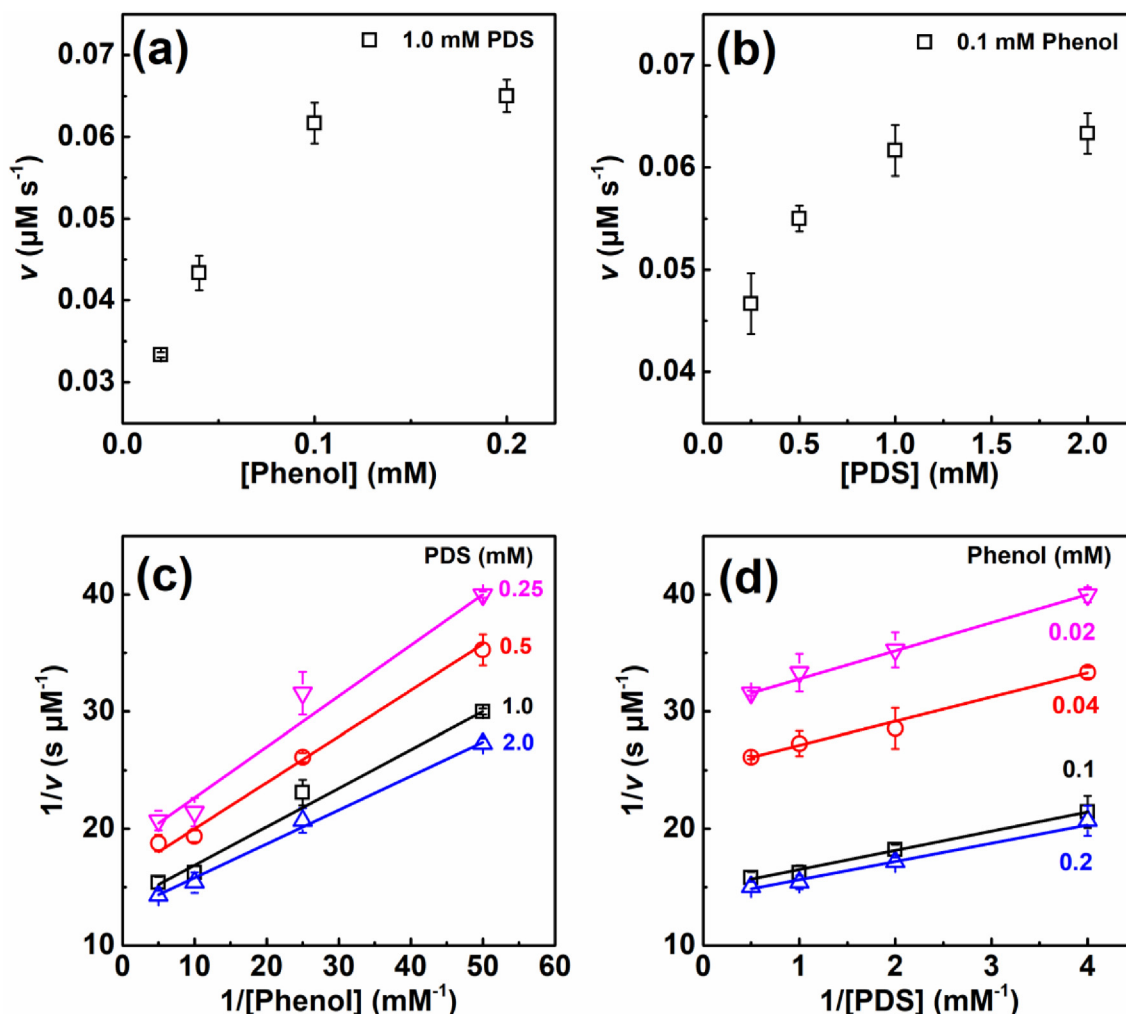 (a)
1.0 mM PDS
0.07
0.06
0.05
0.04
0.03
v (µM s⁻¹)
0.0
0.1
0.2
[Phenol] (mM)
(b)
0.1 mM Phenol
0.07
0.06
0.05
0.04
v (µM s⁻¹)
0.0 0.5 1.0 1.5 2.0
[PDS] (mM)
(c)
PDS (mM)
0.25
0.5
1.0
2.0
40
30
20
10
1/v (s µM⁻¹)
0 10 20 30 40 50 60
1/[Phenol] (mM⁻¹)
(d)
Phenol (mM)
0.02
0.04
0.1
0.2
40
30
20
10
1/v (s µM⁻¹)
0 1 2 3 4
1/[PDS] (mM⁻¹)